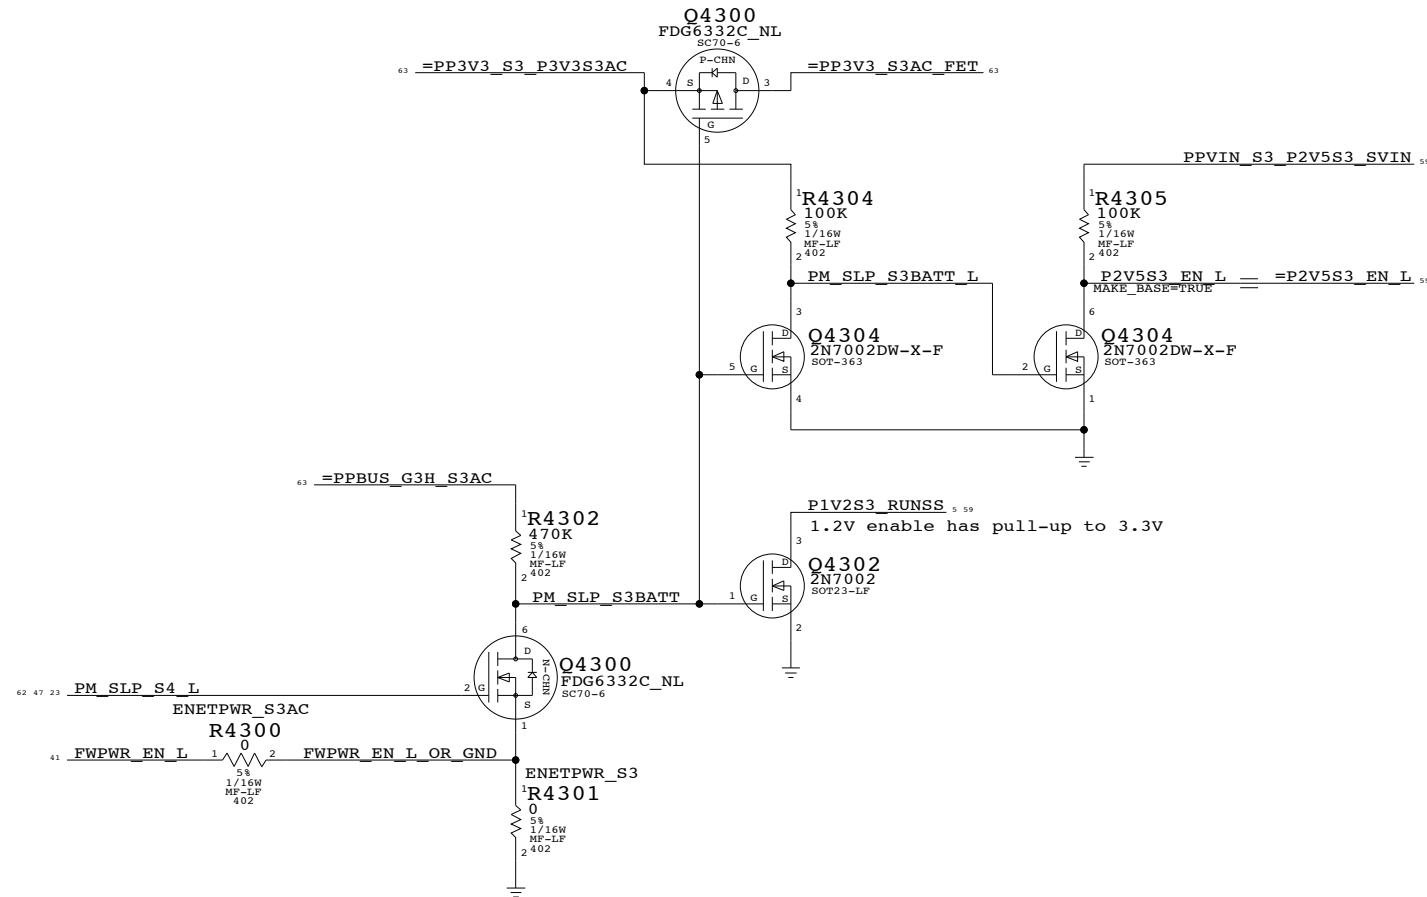 Q4300
FDG6332C_NL
SC70-6
P-CHN
63 =PP3V3_S3_P3V3S3AC
=PP3V3_S3AC_FET 63
4 S D 3
G
5
PPVIN_S3_P2V5S3_SVIN
1
R4304
100K
5%
1/16W
MF-LF
402
2
1
R4305
100K
5%
1/16W
MF-LF
402
2
PM_SLP_S3BATT_L
P2V5S3_EN_L
=P2V5S3_EN_L
MAKE_BASE=TRUE
3
Q4304
2N7002DW-X-F
SOT-363
D
5 G S
4
6
Q4304
2N7002DW-X-F
SOT-363
D
2 G S
1
63 =PPBUS_G3H_S3AC
1
R4302
470K
5%
1/16W
MF-LF
402
2
P1V2S3_RUNSS 5 59
1.2V enable has pull-up to 3.3V
3
Q4302
2N7002
SOT23-LF
D
1 G S
2
PM_SLP_S3BATT
6
Q4300
FDG6332C_NL
SC70-6
N-CHN
D
2 G
S
1
62 47 23 PM_SLP_S4_L
ENETPWR_S3AC
R4300
0
41 FWPWR_EN_L 1 2 FWPWR_EN_L_OR_GND
5%
1/16W
MF-LF
402
ENETPWR_S3
1
R4301
0
5%
1/16W
MF-LF
402
2